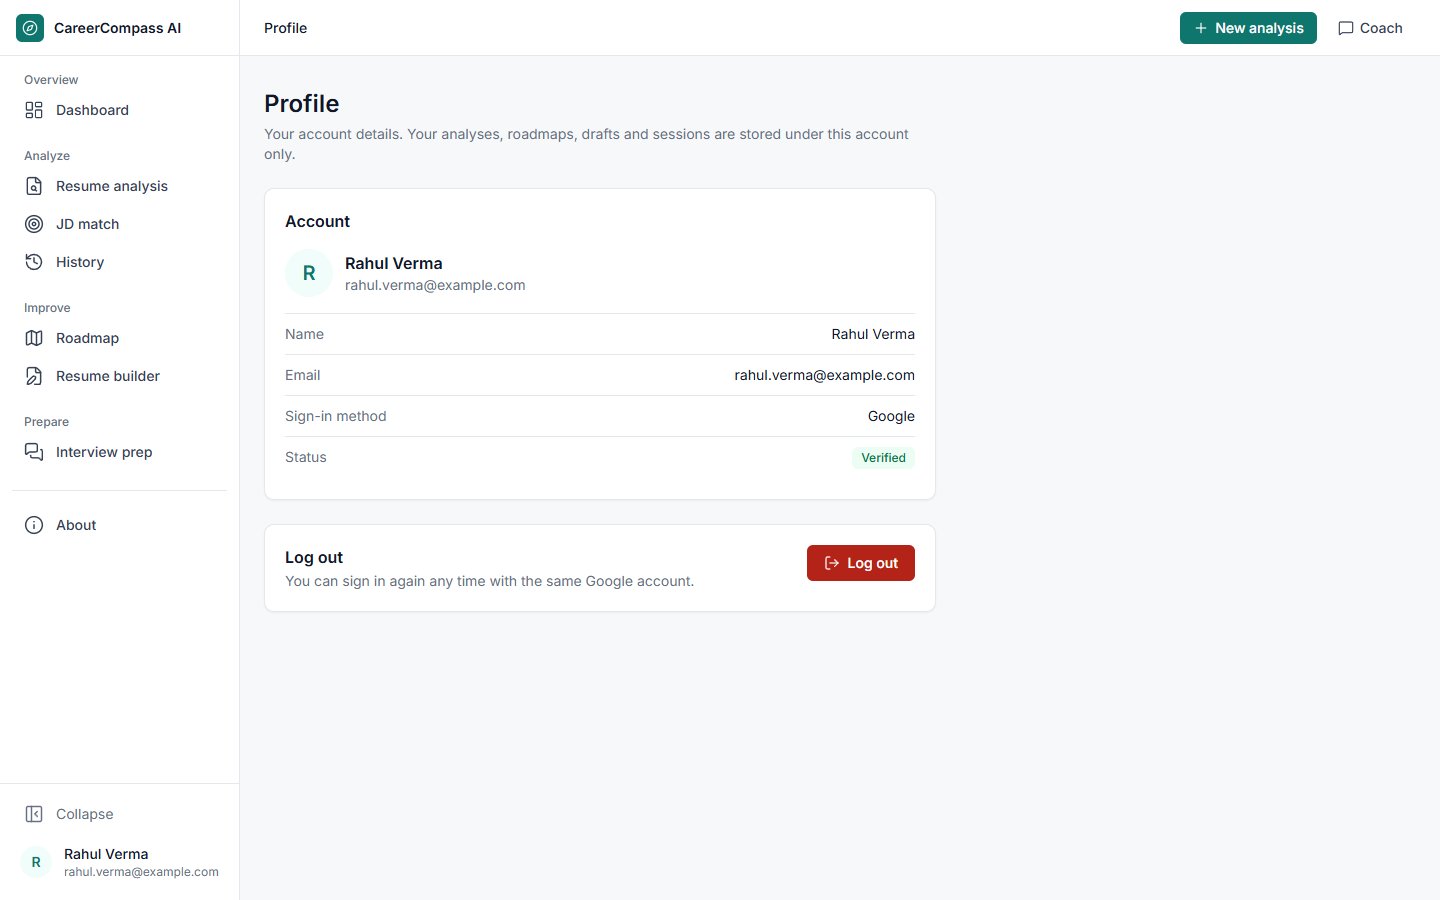 CareerCompass AI
Profile
New analysis
Coach
Overview
Dashboard
Analyze
Resume analysis
JD match
History
Improve
Roadmap
Resume builder
Prepare
Interview prep
About
Collapse
R
Rahul Verma
rahul.verma@example.com
Profile
Your account details. Your analyses, roadmaps, drafts and sessions are stored under this account
only.
Account
R
Rahul Verma
rahul.verma@example.com
Name Rahul Verma
Email rahul.verma@example.com
Sign-in method Google
Status Verified
Log out
You can sign in again any time with the same Google account.
Log out